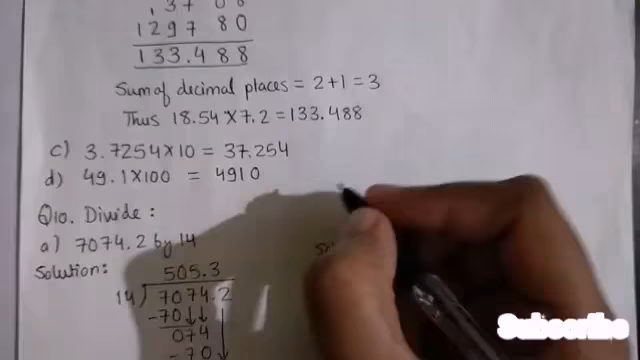 37 08
1297 80
133.488
Sum of decimal places = 2+1 = 3
Thus 18.54 X 7.2 = 133.488
c) 3.7254 X 10 = 37.254
d) 49.1 X 100 = 4910
Q10. Divide :
a) 7074.2 by 14
Solution:
505.3
14) 7074.2
-70↓↓
074
-70
Subscribe